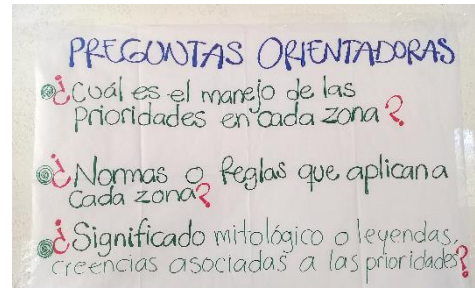 PREGUNTAS ORIENTADORAS
¿Cuál es el manejo de las
prioridades en cada zona?
¿Normas o Reglas que aplican a
cada zona?
¿Significado mitológico o leyendas,
creencias asociadas a las prioridades?